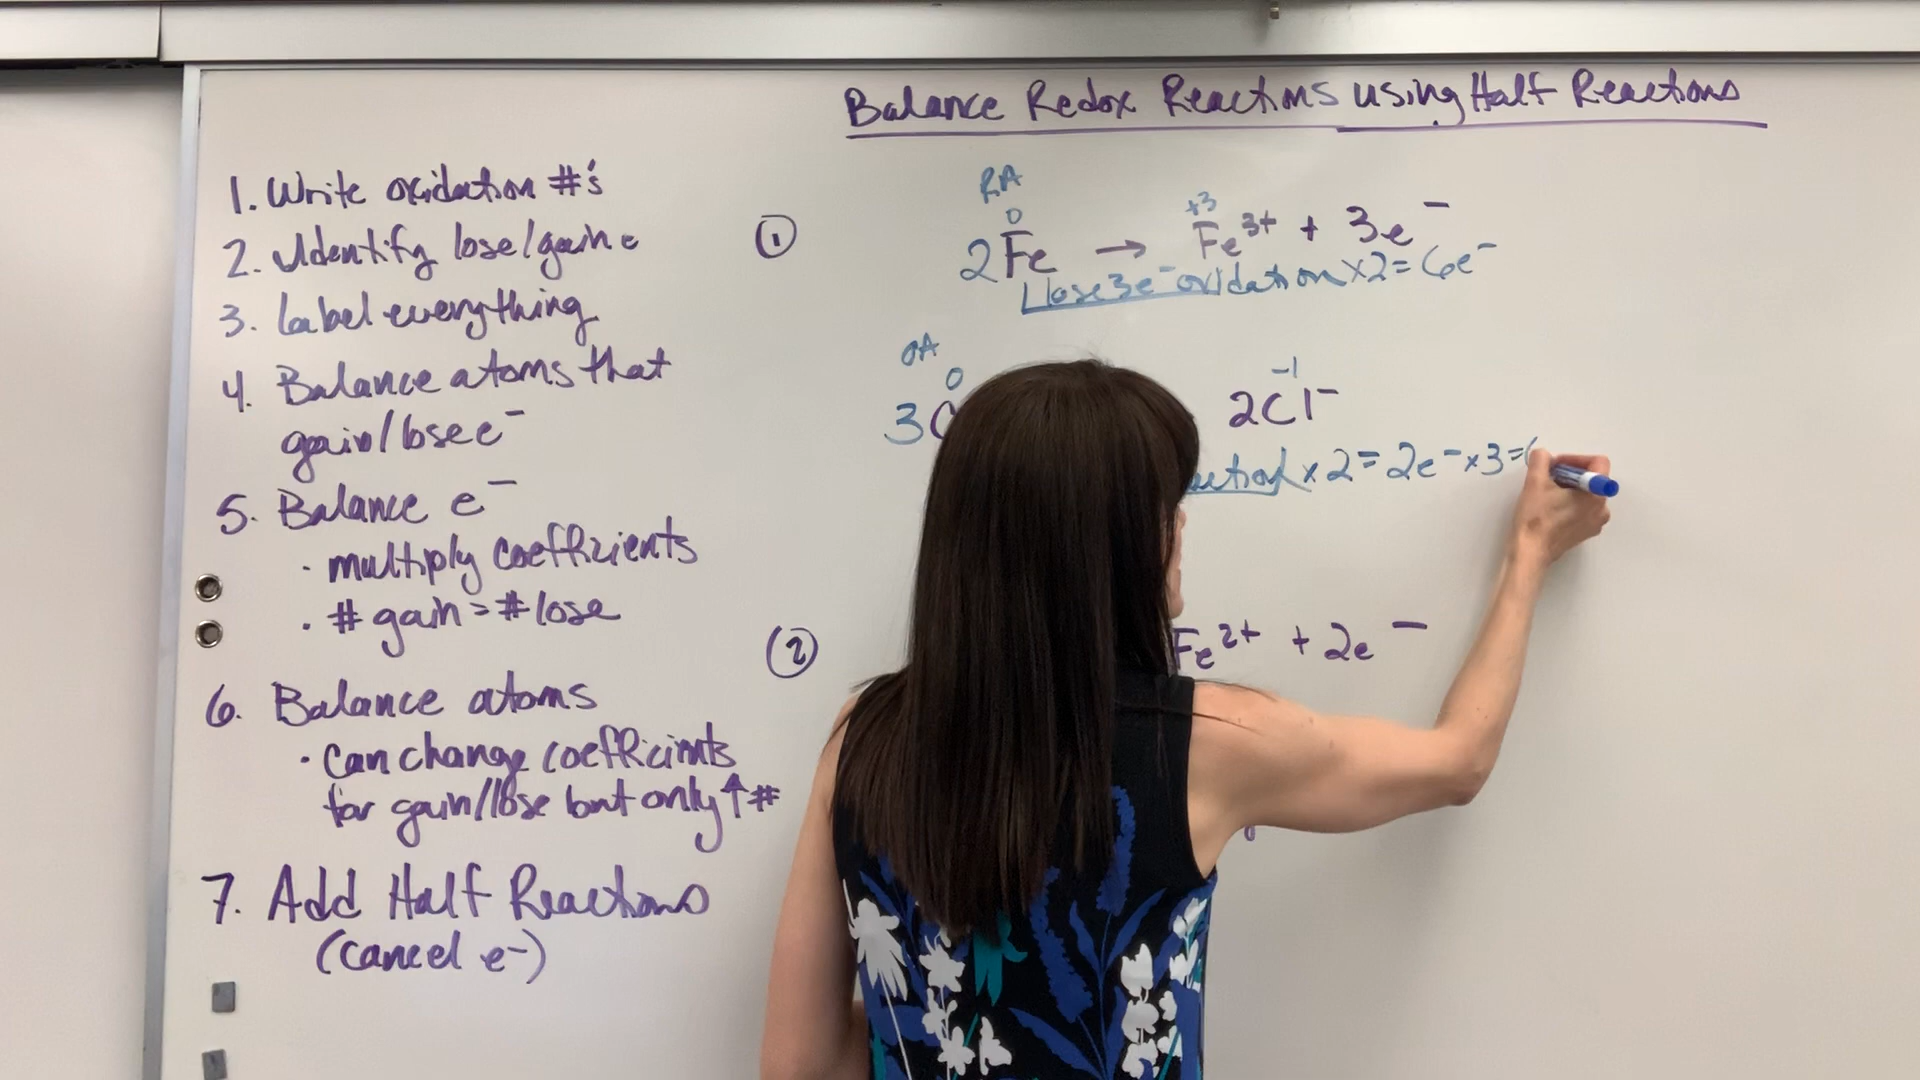 Balance Redox Reactions using Half Reactions
1. Write oxidation #'s
2. Identify lose/gain e
3. Label everything
4. Balance atoms that
gain/lose e⁻
5. Balance e⁻
· multiply coefficients
· # gain = # lose
6. Balance atoms
· can change coefficients
for gain/lose but only ↑ #
7. Add Half Reactions
(cancel e-)
①
RA
0 +3
2Fe → Fe³⁺ + 3e⁻
lose 3e⁻ oxidation x2 = 6e⁻
OA
0 -1
3C 2Cl⁻
x 2 = 2e⁻ x 3 =
②
Fe²⁺ + 2e⁻